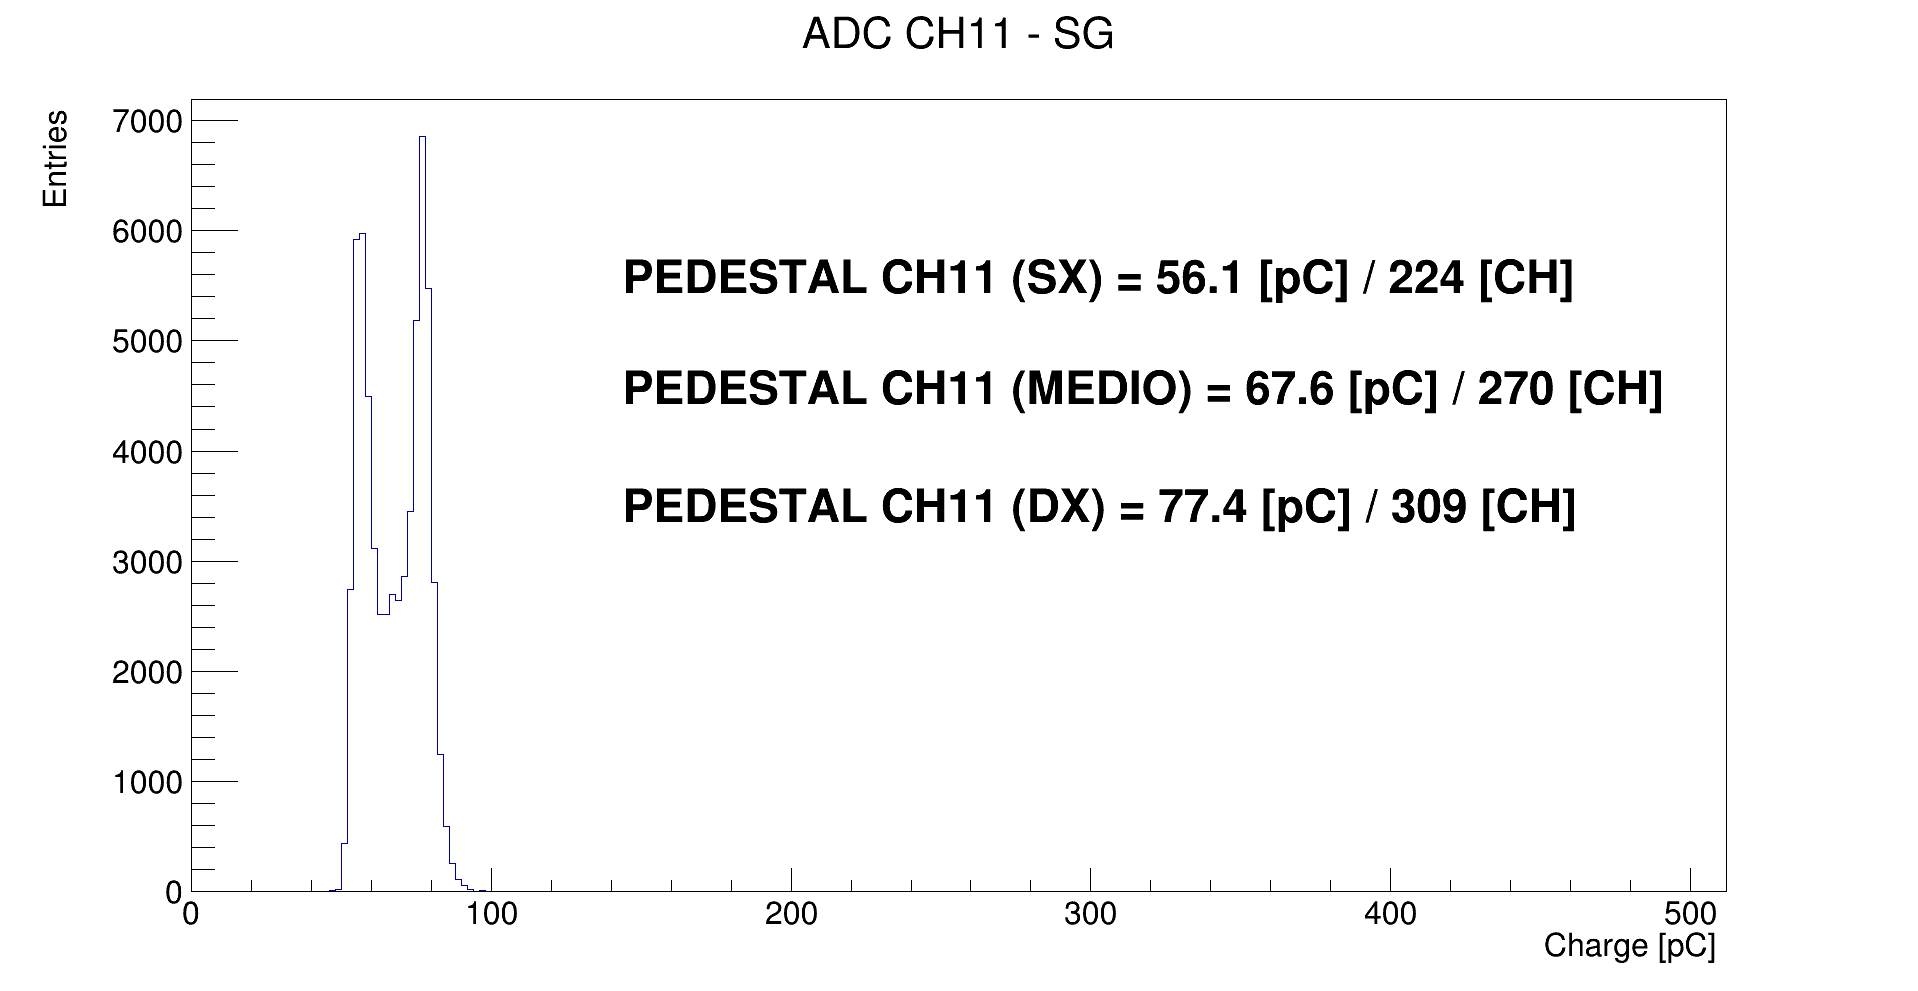 ADC CH11 - SG
Entries
7000
6000
5000
4000
3000
2000
1000
0
PEDESTAL CH11 (SX) = 56.1 [pC] / 224 [CH]
PEDESTAL CH11 (MEDIO) = 67.6 [pC] / 270 [CH]
PEDESTAL CH11 (DX) = 77.4 [pC] / 309 [CH]
0 100 200 300 400 500
Charge [pC]